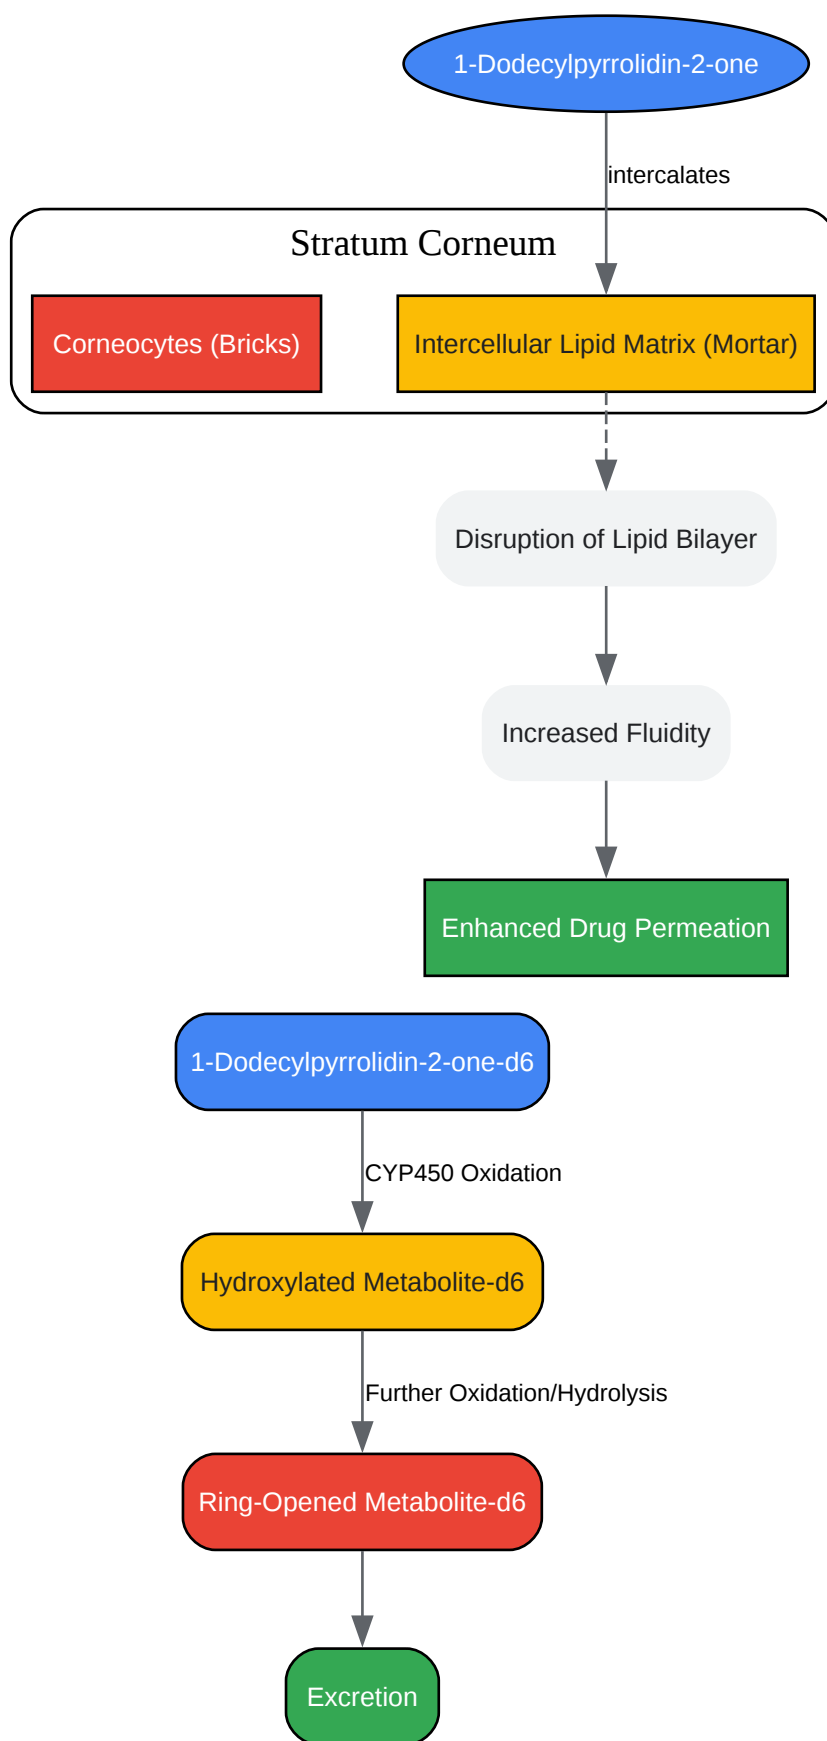 1-Dodecylpyrrolidin-2-one
intercalates
Stratum Corneum
Corneocytes (Bricks)
Intercellular Lipid Matrix (Mortar)
Disruption of Lipid Bilayer
Increased Fluidity
Enhanced Drug Permeation
1-Dodecylpyrrolidin-2-one-d6
CYP450 Oxidation
Hydroxylated Metabolite-d6
Further Oxidation/Hydrolysis
Ring-Opened Metabolite-d6
Excretion